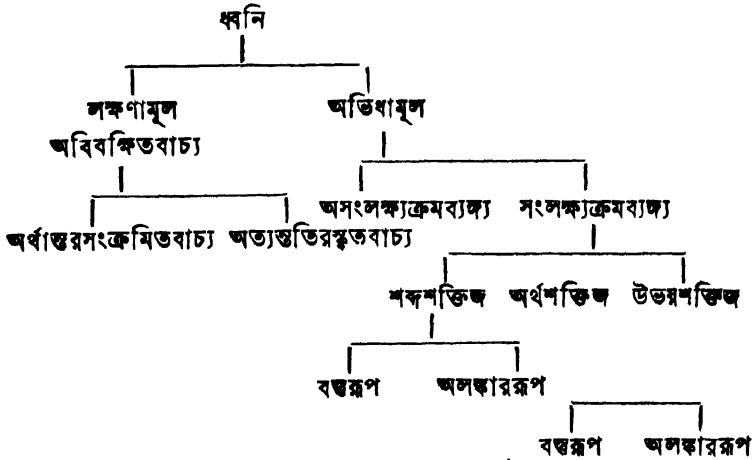 ধ্বনি
লক্ষণামূল অভিধামূল
অবিবক্ষিতবাচ্য
অসংলক্ষ্যক্রমব্যঙ্গ্য সংলক্ষ্যক্রমব্যঙ্গ্য
অর্থান্তরসংক্রমিতবাচ্য অত্যন্ততিরস্কৃতবাচ্য
শব্দশক্তিজ অর্থশক্তিজ উভয়শক্তিজ
বস্তুরূপ অলঙ্কাররূপ
বস্তুরূপ অলঙ্কাররূপ